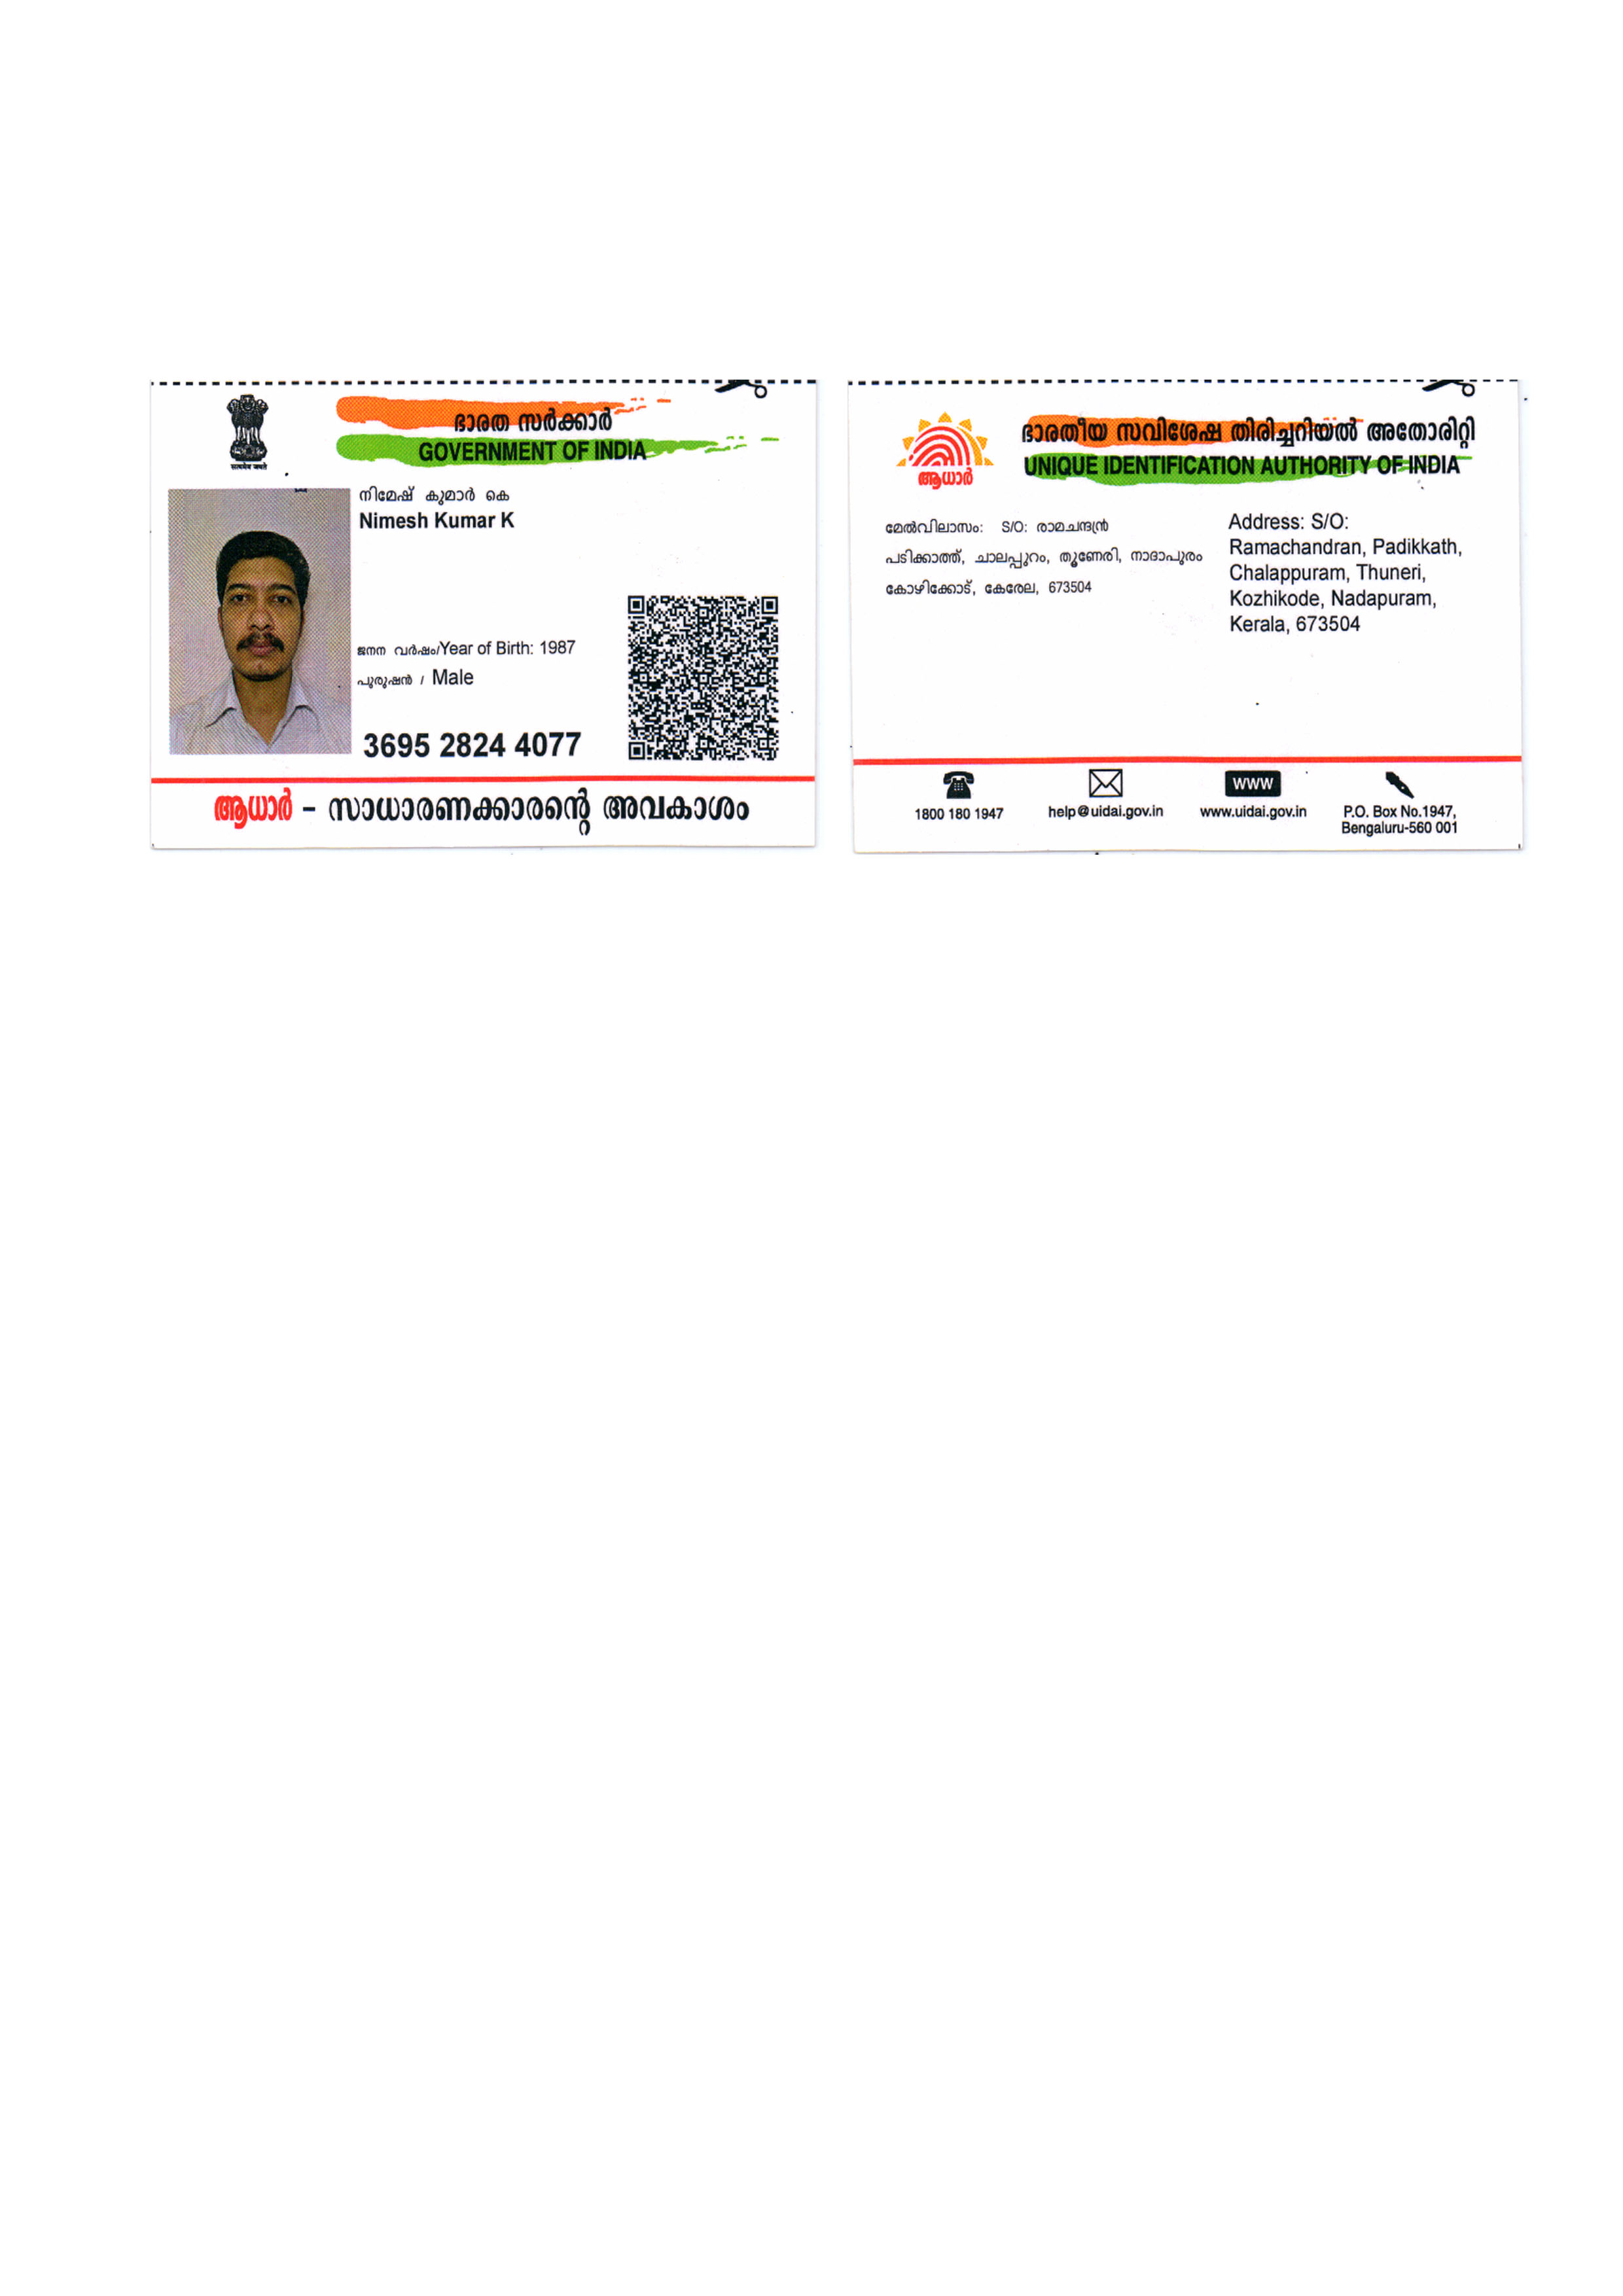 ഭാരത സർക്കാർ
GOVERNMENT OF INDIA
सत्यमेव जयते
നിമേഷ് കുമാർ കെ
Nimesh Kumar K
ജനന വർഷം/Year of Birth: 1987
പുരുഷൻ / Male
3695 2824 4077
ആധാർ - സാധാരണക്കാരന്റെ അവകാശം
ഭാരതീയ സവിശേഷ തിരിച്ചറിയൽ അതോരിറ്റി
UNIQUE IDENTIFICATION AUTHORITY OF INDIA
ആധാർ
മേൽവിലാസം: S/O: രാമചന്ദ്രൻ
പടിക്കാത്ത്, ചാലപ്പുറം, തൂണേരി, നാദാപുരം
കോഴിക്കോട്, കേരേല, 673504
Address: S/O:
Ramachandran, Padikkath,
Chalappuram, Thuneri,
Kozhikode, Nadapuram,
Kerala, 673504
1800 180 1947
help@uidai.gov.in
WWW
www.uidai.gov.in
P.O. Box No.1947,
Bengaluru-560 001